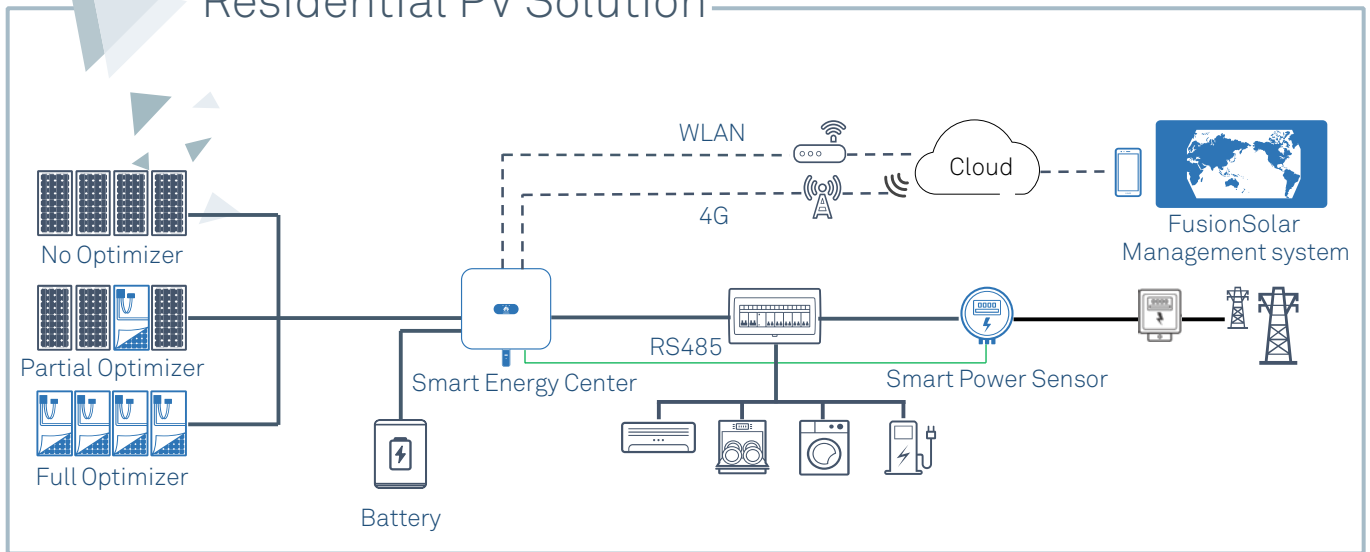 Residential PV Solution
WLAN
Cloud
4G
FusionSolar
Management system
No Optimizer
RS485
Partial Optimizer
Smart Energy Center
Smart Power Sensor
Full Optimizer
Battery